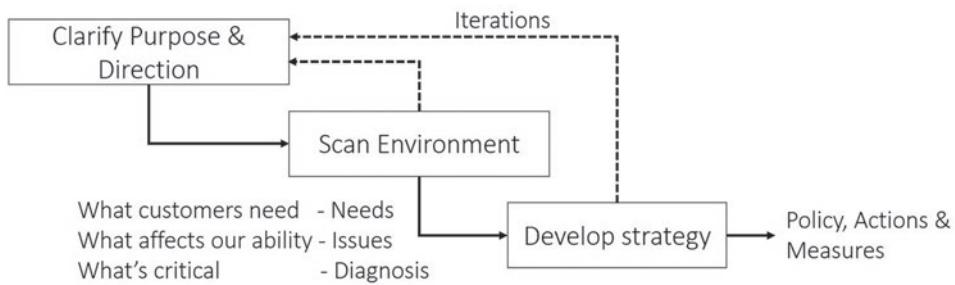 Iterations
Clarify Purpose &
Direction
Scan Environment
What customers need - Needs
What affects our ability - Issues
What's critical - Diagnosis
Develop strategy
Policy, Actions &
Measures